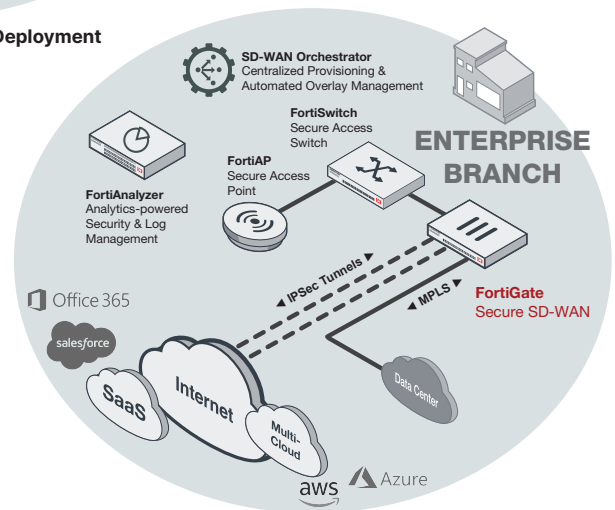 Deployment
SD-WAN Orchestrator
Centralized Provisioning &
Automated Overlay Management
FortiSwitch
Secure Access
Switch
ENTERPRISE
BRANCH
FortiAP
Secure Access
Point
FortiAnalyzer
Analytics-powered
Security & Log
Management
◄ IPSec Tunnels ►
◄ MPLS ►
FortiGate
Secure SD-WAN
Office 365
salesforce
SaaS
Internet
Multi-
Cloud
Data Center
aws
Azure